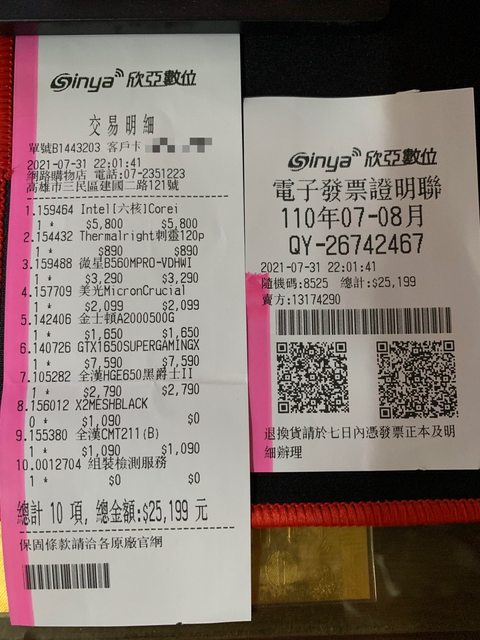 Sinya 欣亞數位
交易明細
單號B1443203 客戶卡
2021-07-31 22:01:41
網路購物店 電話:07-2351223
高雄市三民區建國二路121號
1.159464 Intel[六核]Corei
1 * $5,800 $5,800
2.154432 Thermalright刺靈120p
1 * $890 $890
3.159488 微星B560MPRO-VDHWI
1 * $3,290 $3,290
4.157709 美光MicronCrucial
1 * $2,099 $2,099
5.142406 金士頓A2000500G
1 * $1,650 $1,650
6.140726 GTX1650SUPERGAMINGX
1 * $7,590 $7,590
7.105282 全漢HGE650黑爵士II
1 * $2,790 $2,790
8.156012 X2MESHBLACK
0 * $1,090 $0
9.155380 全漢CMT211(B)
1 * $1,090 $1,090
10.0012704 組裝檢測服務
1 * $0 $0
總計 10 項, 總金額:$25,199 元
保固條款請洽各原廠官網
Sinya 欣亞數位
電子發票證明聯
110年07-08月
QY-26742467
2021-07-31 22:01:41
隨機碼:8525 總計:$25,199
賣方:13174290
退換貨請於七日內憑發票正本及明
細辦理